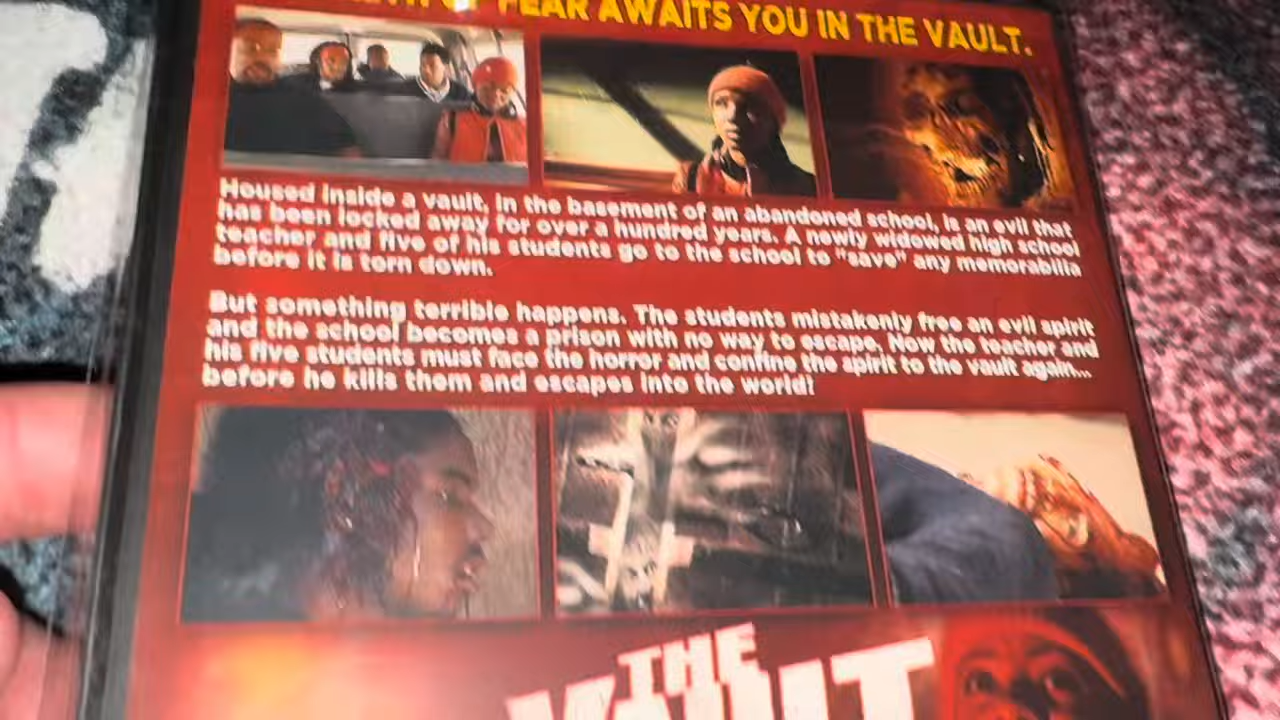 FEAR AWAITS YOU IN THE VAULT.
Housed inside a vault, in the basement of an abandoned school, is an evil that
has been locked away for over a hundred years. A newly widowed high school
teacher and five of his students go to the school to "save" any memorabilia
before it is torn down.
But something terrible happens. The students mistakenly free an evil spirit
and the school becomes a prison with no way to escape. Now the teacher and
his five students must face the horror and confine the spirit to the vault again...
before he kills them and escapes into the world!
THE
VAULT